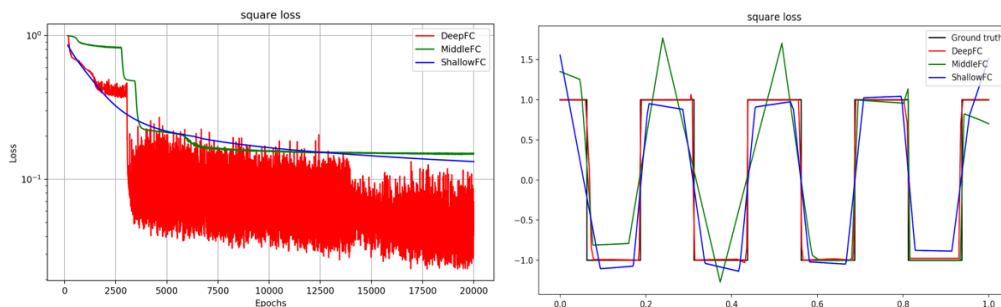 square loss
10⁰
10⁻¹
Loss
0
2500
5000
7500
10000
12500
15000
17500
20000
Epochs
DeepFC
MiddleFC
ShallowFC
square loss
1.5
1.0
0.5
0.0
-0.5
-1.0
0.0
0.2
0.4
0.6
0.8
1.0
Ground truth
DeepFC
MiddleFC
ShallowFC